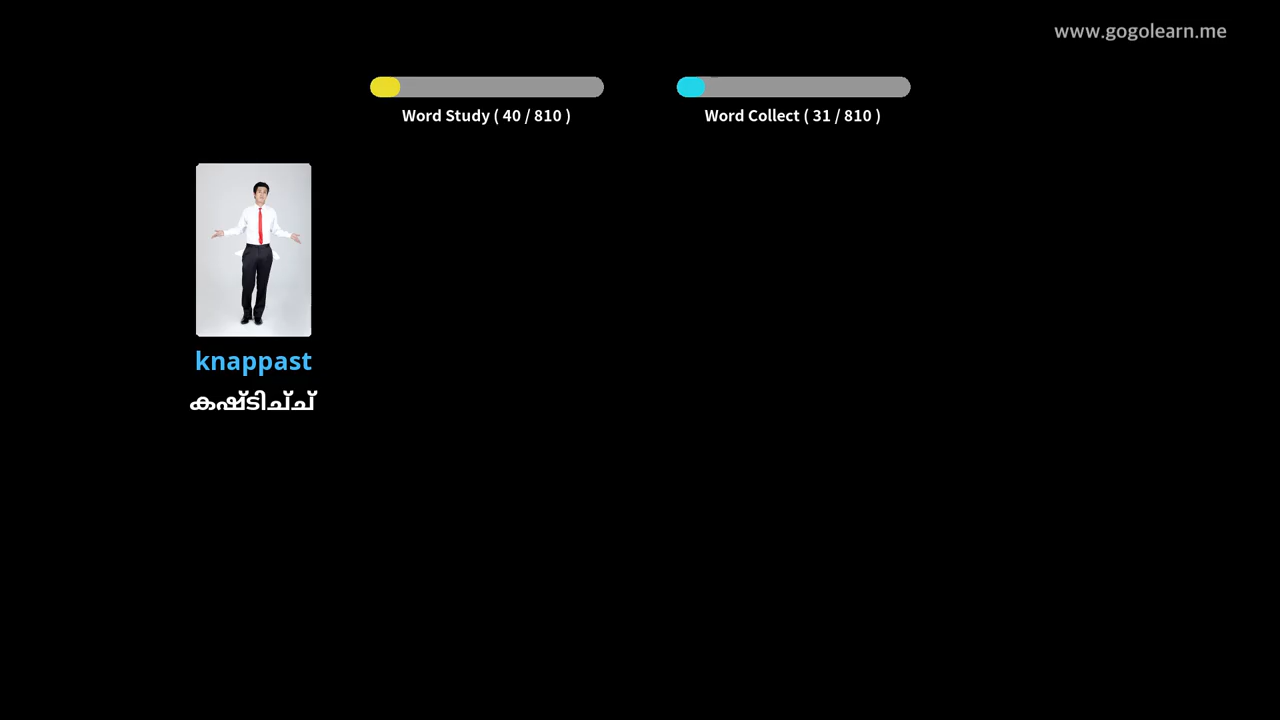 www.gogolearn.me
Word Study ( 40 / 810 )
Word Collect ( 31 / 810 )
knappast
കഷ്ടിച്ച്